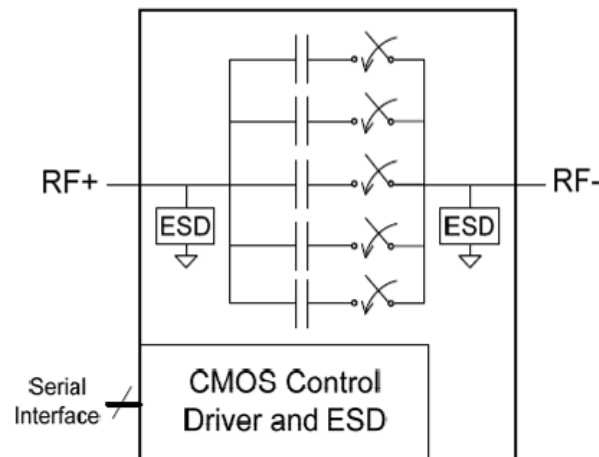 RF+
RF-
ESD
ESD
Serial
Interface
CMOS Control
Driver and ESD